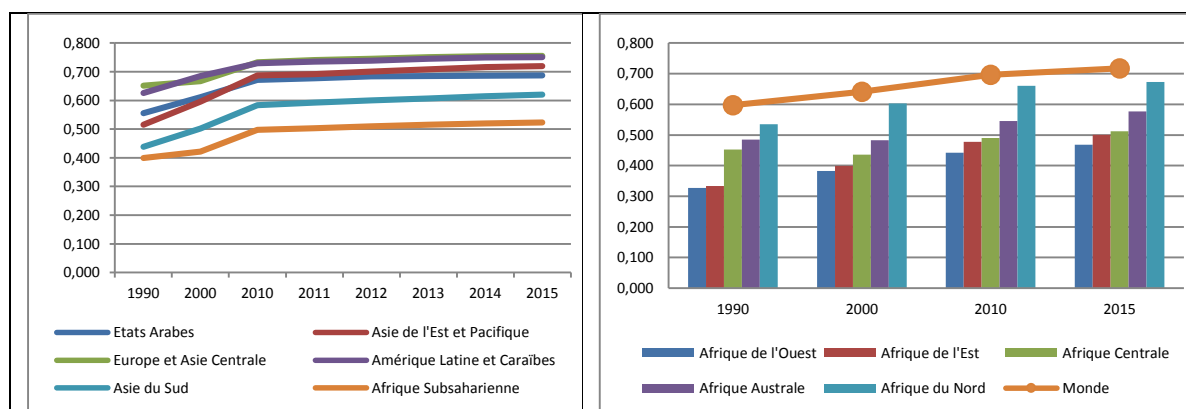 0,800
0,700
0,600
0,500
0,400
0,300
0,200
0,100
0,000
1990 2000 2010 2011 2012 2013 2014 2015
Etats Arabes Asie de l'Est et Pacifique
Europe et Asie Centrale Amérique Latine et Caraïbes
Asie du Sud Afrique Subsaharienne
0,800
0,700
0,600
0,500
0,400
0,300
0,200
0,100
0,000
1990 2000 2010 2015
Afrique de l'Ouest Afrique de l'Est Afrique Centrale
Afrique Australe Afrique du Nord Monde